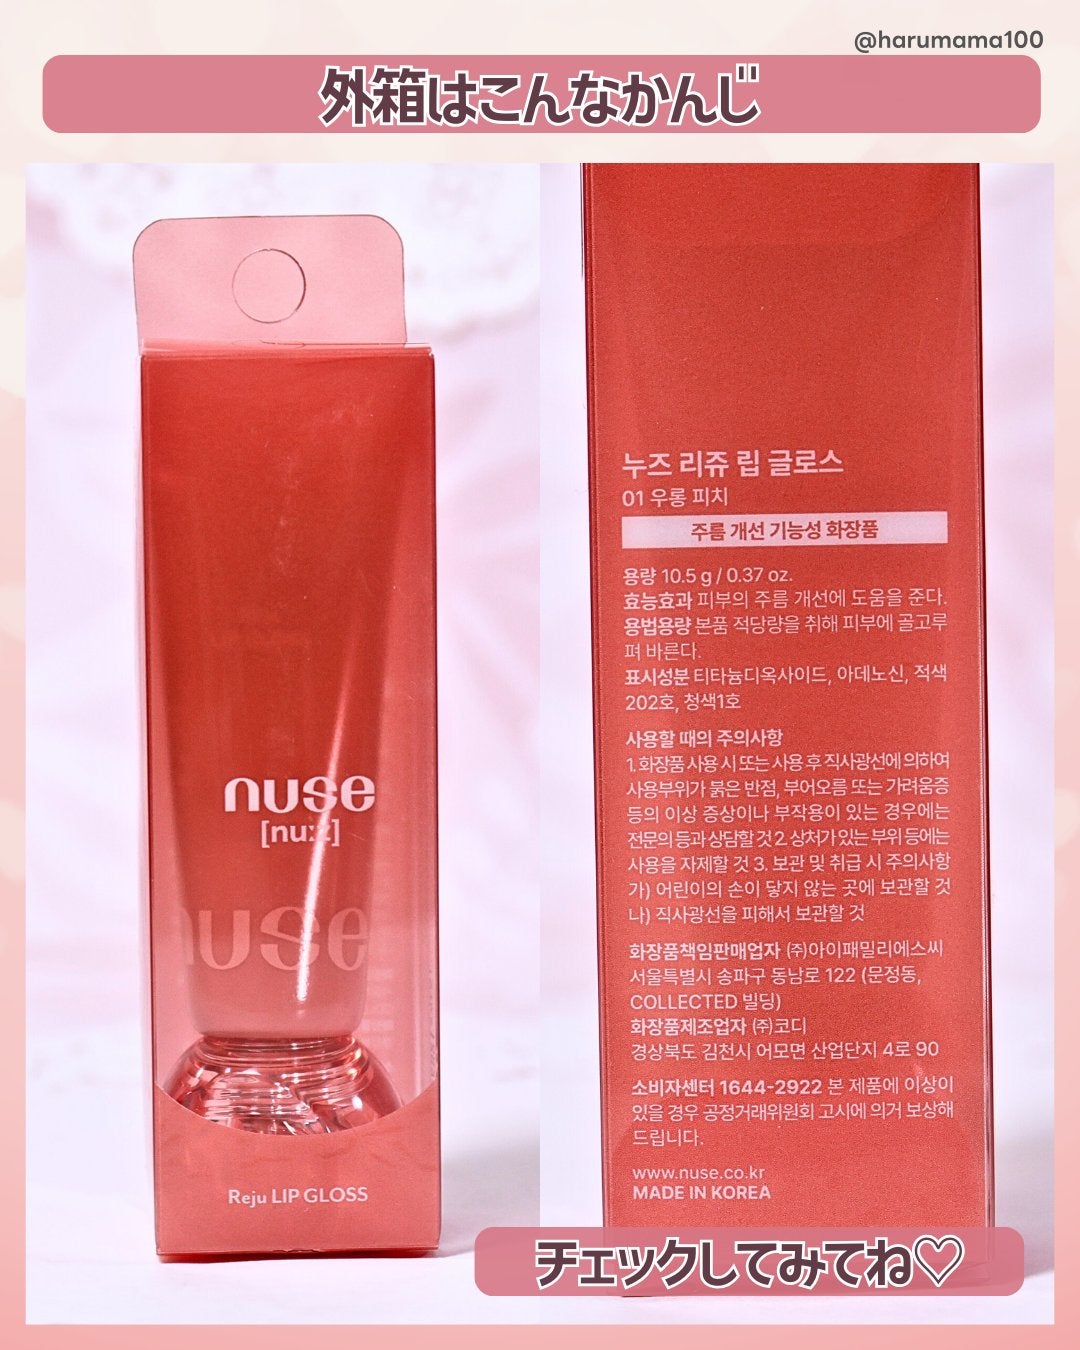 @harumama100
外箱はこんなかんじ
nuse
[nu:z]
nuse
Reju LIP GLOSS
누즈 리쥬 립 글로스
01 우롱 피치
주름 개선 기능성 화장품
용량 10.5 g / 0.37 oz.
효능효과 피부의 주름 개선에 도움을 준다.
용법용량 본품 적당량을 취해 피부에 골고루
펴 바른다.
표시성분 티타늄디옥사이드, 아데노신, 적색
202호, 청색1호
사용할 때의 주의사항
1. 화장품 사용 시 또는 사용 후 직사광선에 의하여
사용부위가 붉은 반점, 부어오름 또는 가려움증
등의 이상 증상이나 부작용이 있는 경우에는
전문의 등과 상담할 것 2. 상처가 있는 부위 등에는
사용을 자제할 것 3. 보관 및 취급 시 주의사항
가) 어린이의 손이 닿지 않는 곳에 보관할 것
나) 직사광선을 피해서 보관할 것
화장품책임판매업자 (주)아이패밀리에스씨
서울특별시 송파구 동남로 122 (문정동,
COLLECTED 빌딩)
화장품제조업자 (주)코디
경상북도 김천시 어모면 산업단지 4로 90
소비자센터 1644-2922 본 제품에 이상이
있을 경우 공정거래위원회 고시에 의거 보상해
드립니다.
www.nuse.co.kr
MADE IN KOREA
チェックしてみてね♡